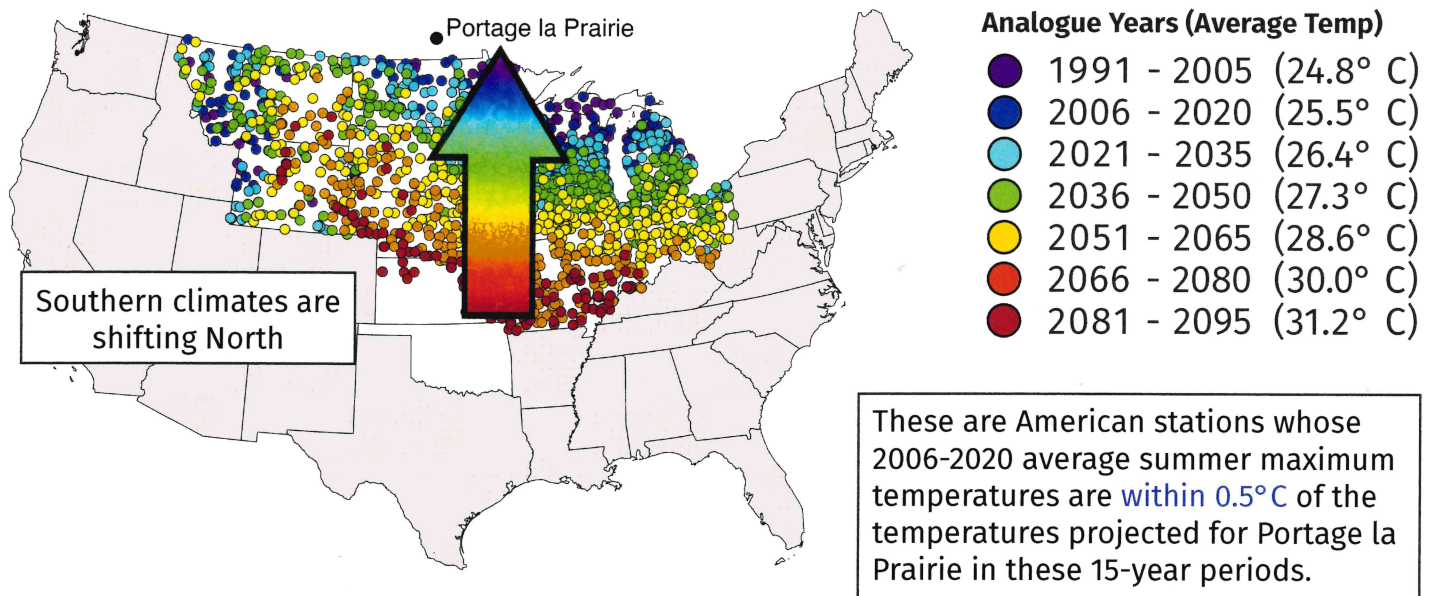 Portage la Prairie
Southern climates are
shifting North
Analogue Years (Average Temp)
1991 - 2005 (24.8° C)
2006 - 2020 (25.5° C)
2021 - 2035 (26.4° C)
2036 - 2050 (27.3° C)
2051 - 2065 (28.6° C)
2066 - 2080 (30.0° C)
2081 - 2095 (31.2° C)
These are American stations whose
2006-2020 average summer maximum
temperatures are within 0.5°C of the
temperatures projected for Portage la
Prairie in these 15-year periods.